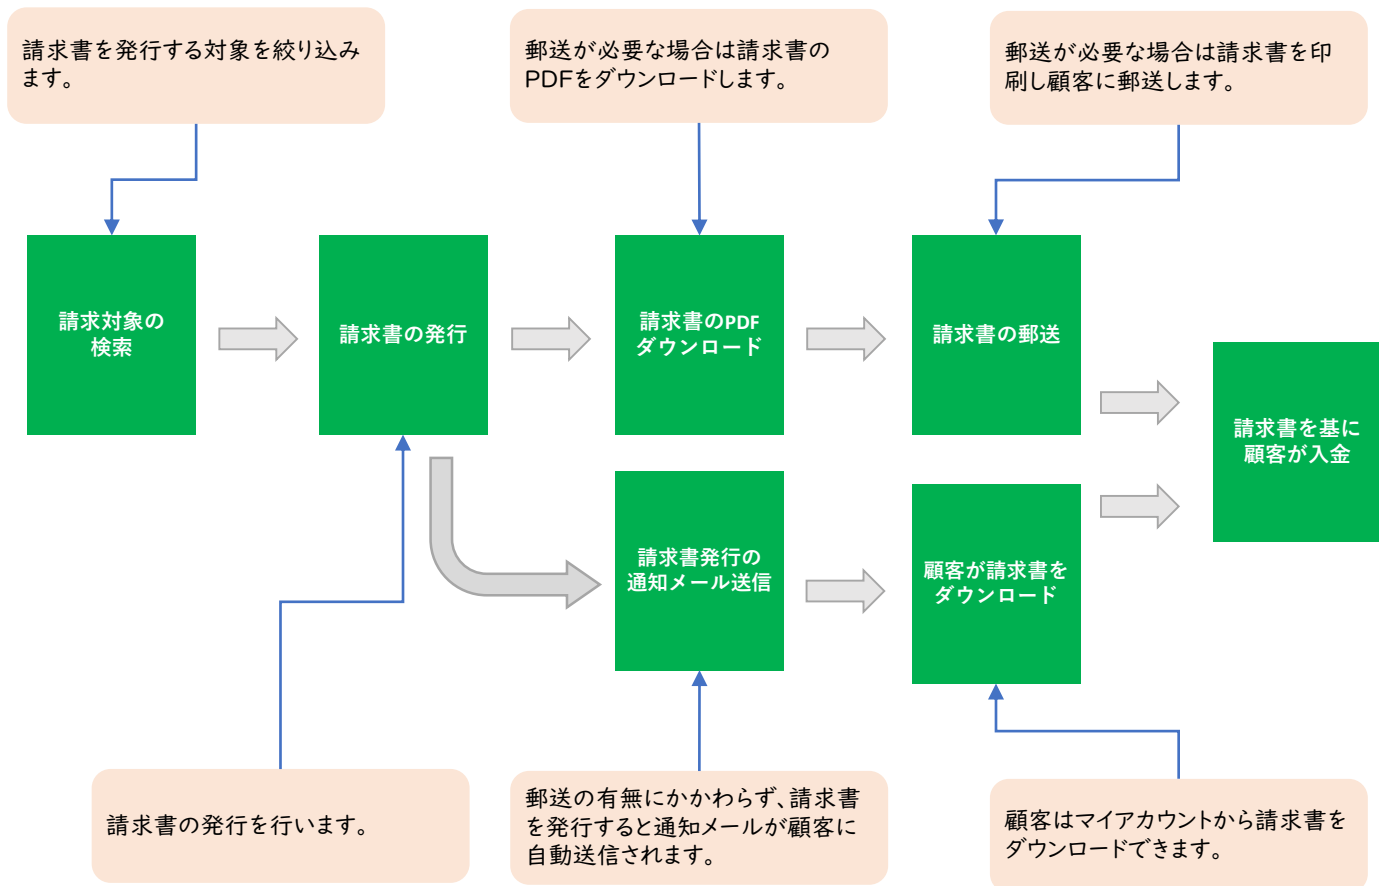 請求書を発行する対象を絞り込み
ます。
郵送が必要な場合は請求書の
PDFをダウンロードします。
郵送が必要な場合は請求書を印
刷し顧客に郵送します。
請求対象の
検索
請求書の発行
請求書のPDF
ダウンロード
請求書の郵送
請求書を基に
顧客が入金
請求書発行の
通知メール送信
顧客が請求書を
ダウンロード
請求書の発行を行います。
郵送の有無にかかわらず、請求書
を発行すると通知メールが顧客に
自動送信されます。
顧客はマイアカウントから請求書を
ダウンロードできます。